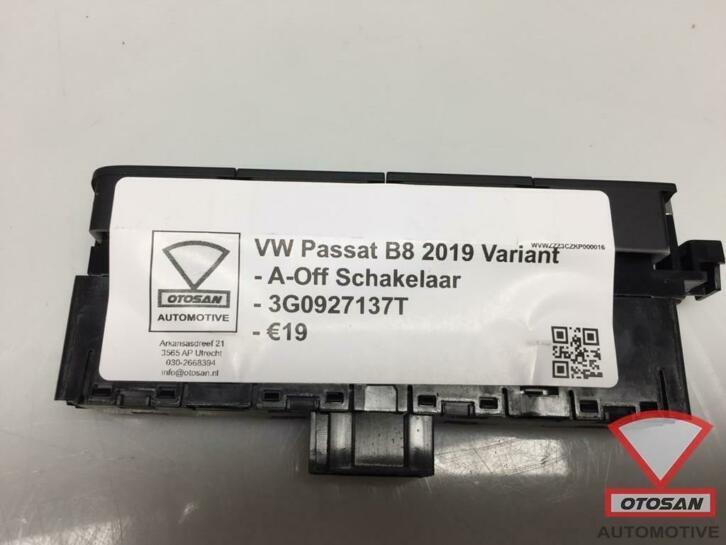 VW Passat B8 2019 Variant
- A-Off Schakelaar
- 3G0927137T
- €19
WVWZZZ3CZKP000016
OTOSAN
AUTOMOTIVE
Arkansasdreef 21
3565 AP Utrecht
030-2668394
info@otosan.nl
OTOSAN
AUTOMOTIVE